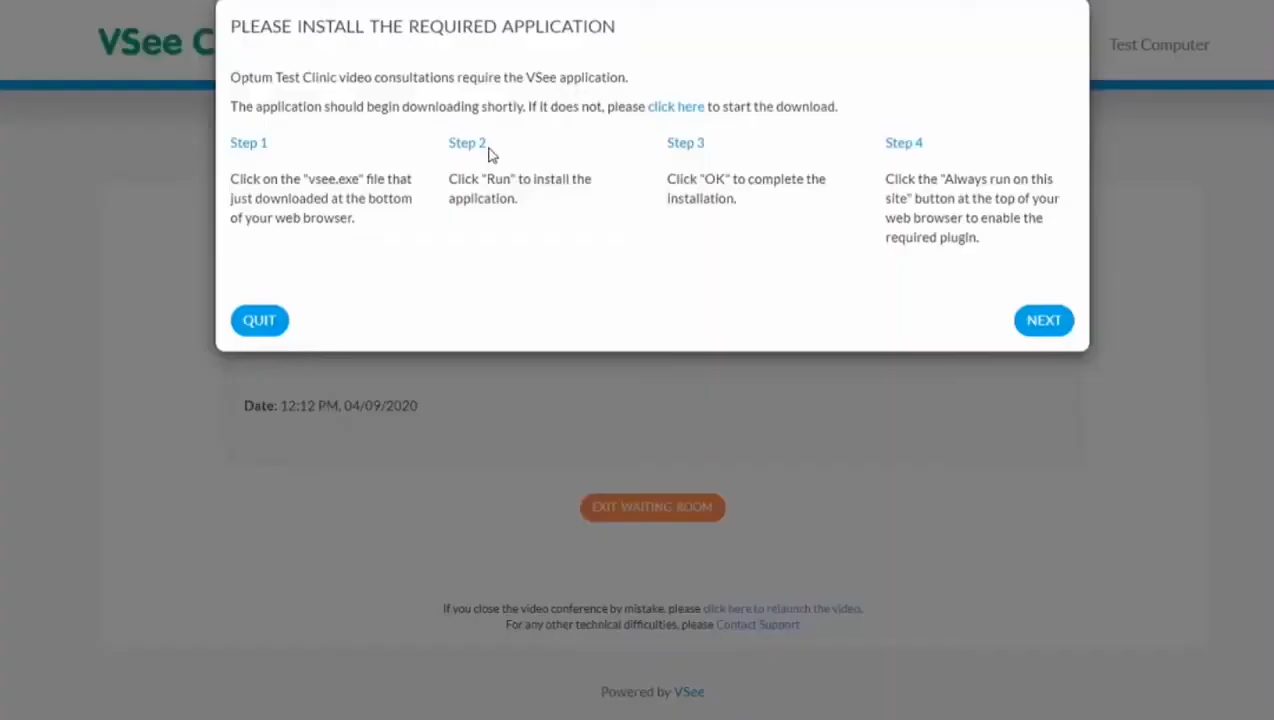 PLEASE INSTALL THE REQUIRED APPLICATION
VSee C
Test Computer
Optum Test Clinic video consultations require the VSee application.
The application should begin downloading shortly. If it does not, please click here to start the download.
Step 1
Click on the "vsee.exe" file that
just downloaded at the bottom
of your web browser.
Step 2
Click "Run" to install the
application.
Step 3
Click "OK" to complete the
installation.
Step 4
Click the "Always run on this
site" button at the top of your
web browser to enable the
required plugin.
QUIT
NEXT
Date: 12:12 PM, 04/09/2020
EXIT WAITING ROOM
If you close the video conference by mistake, please click here to relaunch the video.
For any other technical difficulties, please Contact Support
Powered by VSee